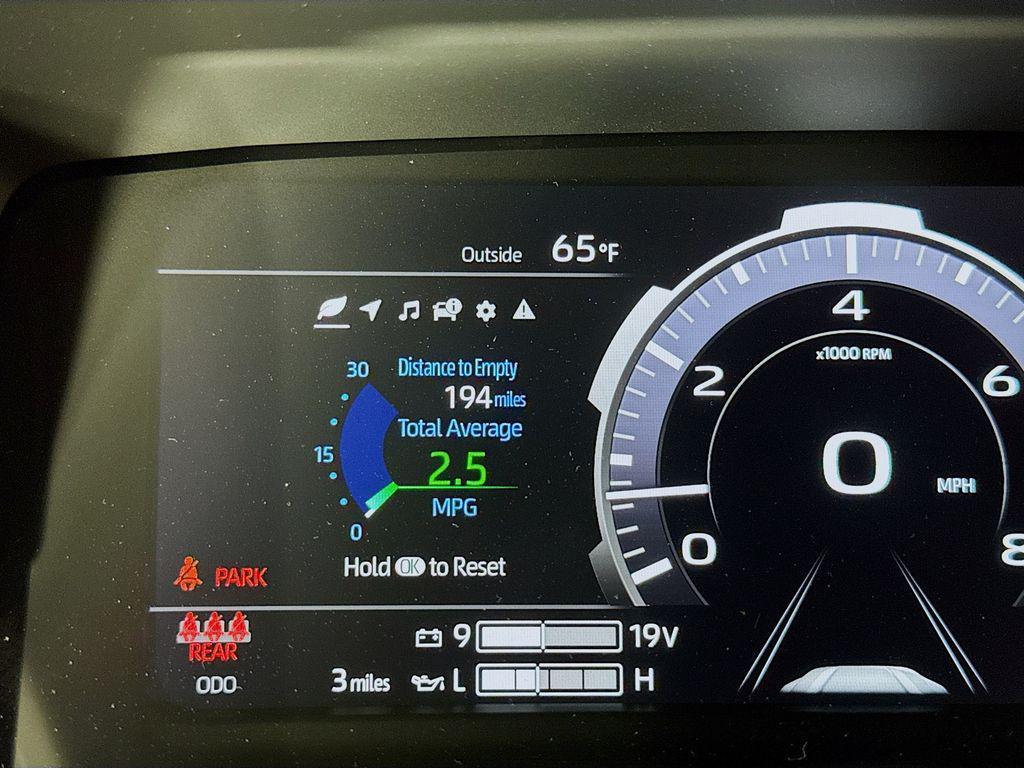 Outside 65°F
30 Distance to Empty
194 miles
Total Average
15 2.5
MPG
0
Hold OK to Reset
PARK
REAR
ODO 3 miles
9 19V
L H
4
x1000 RPM
2 6
0 MPH
0 8